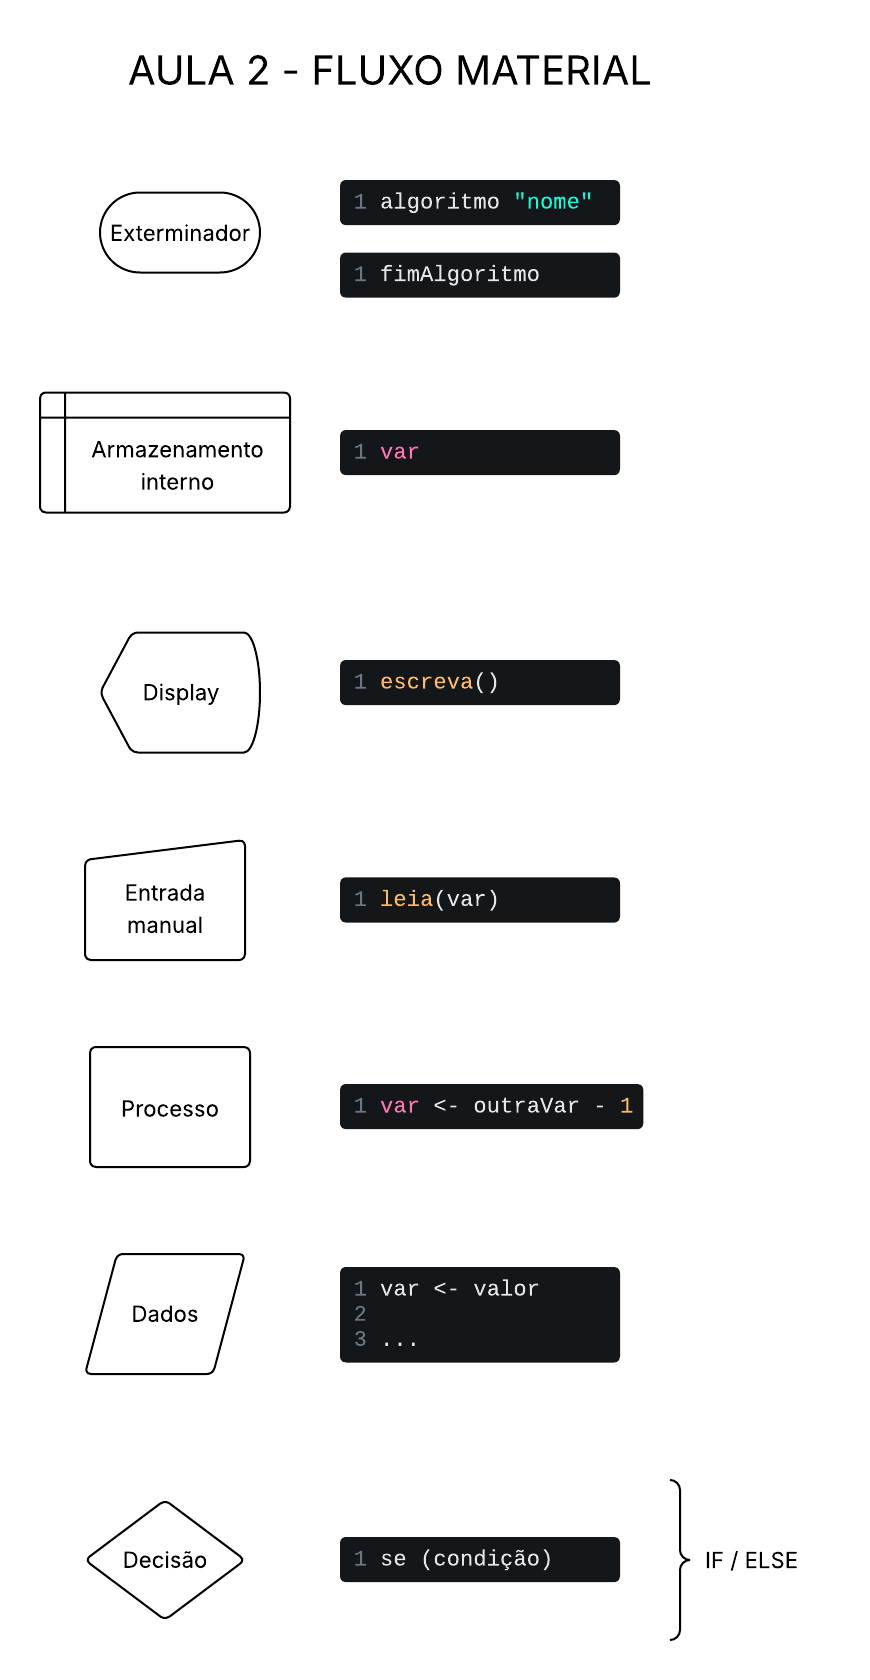 AULA 2 - FLUXO MATERIAL
Exterminador
1 algoritmo "nome"
1 fimAlgoritmo
Armazenamento
interno
1 var
Display
1 escreva()
Entrada
manual
1 leia(var)
Processo
1 var <- outraVar - 1
Dados
1 var <- valor
2
3 ...
Decisão
1 se (condição)
IF / ELSE